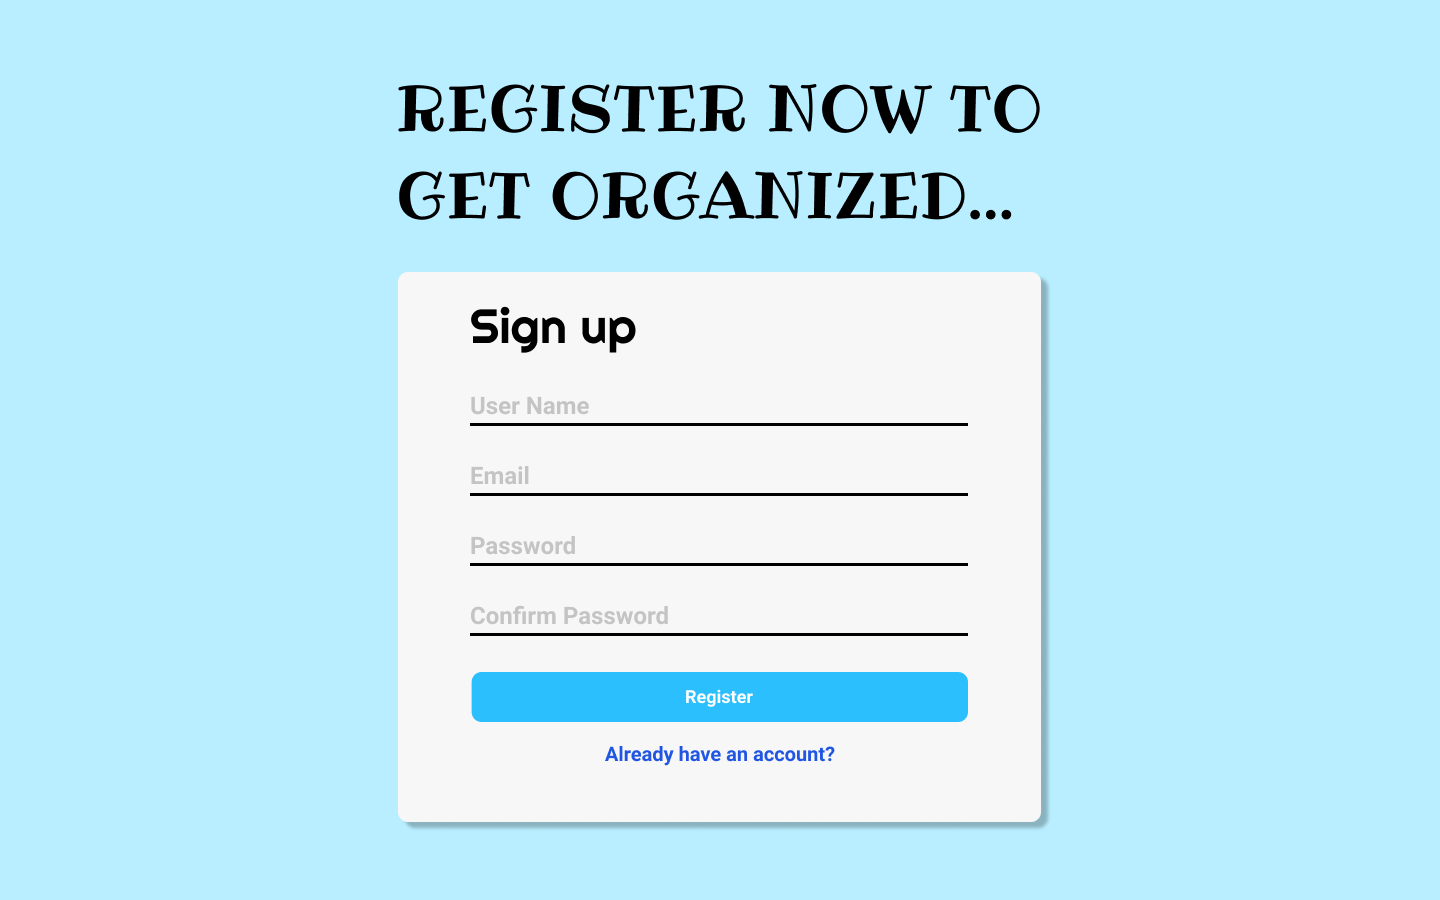 REGISTER NOW TO
GET ORGANIZED...
Sign up
User Name
Email
Password
Confirm Password
Register
Already have an account?